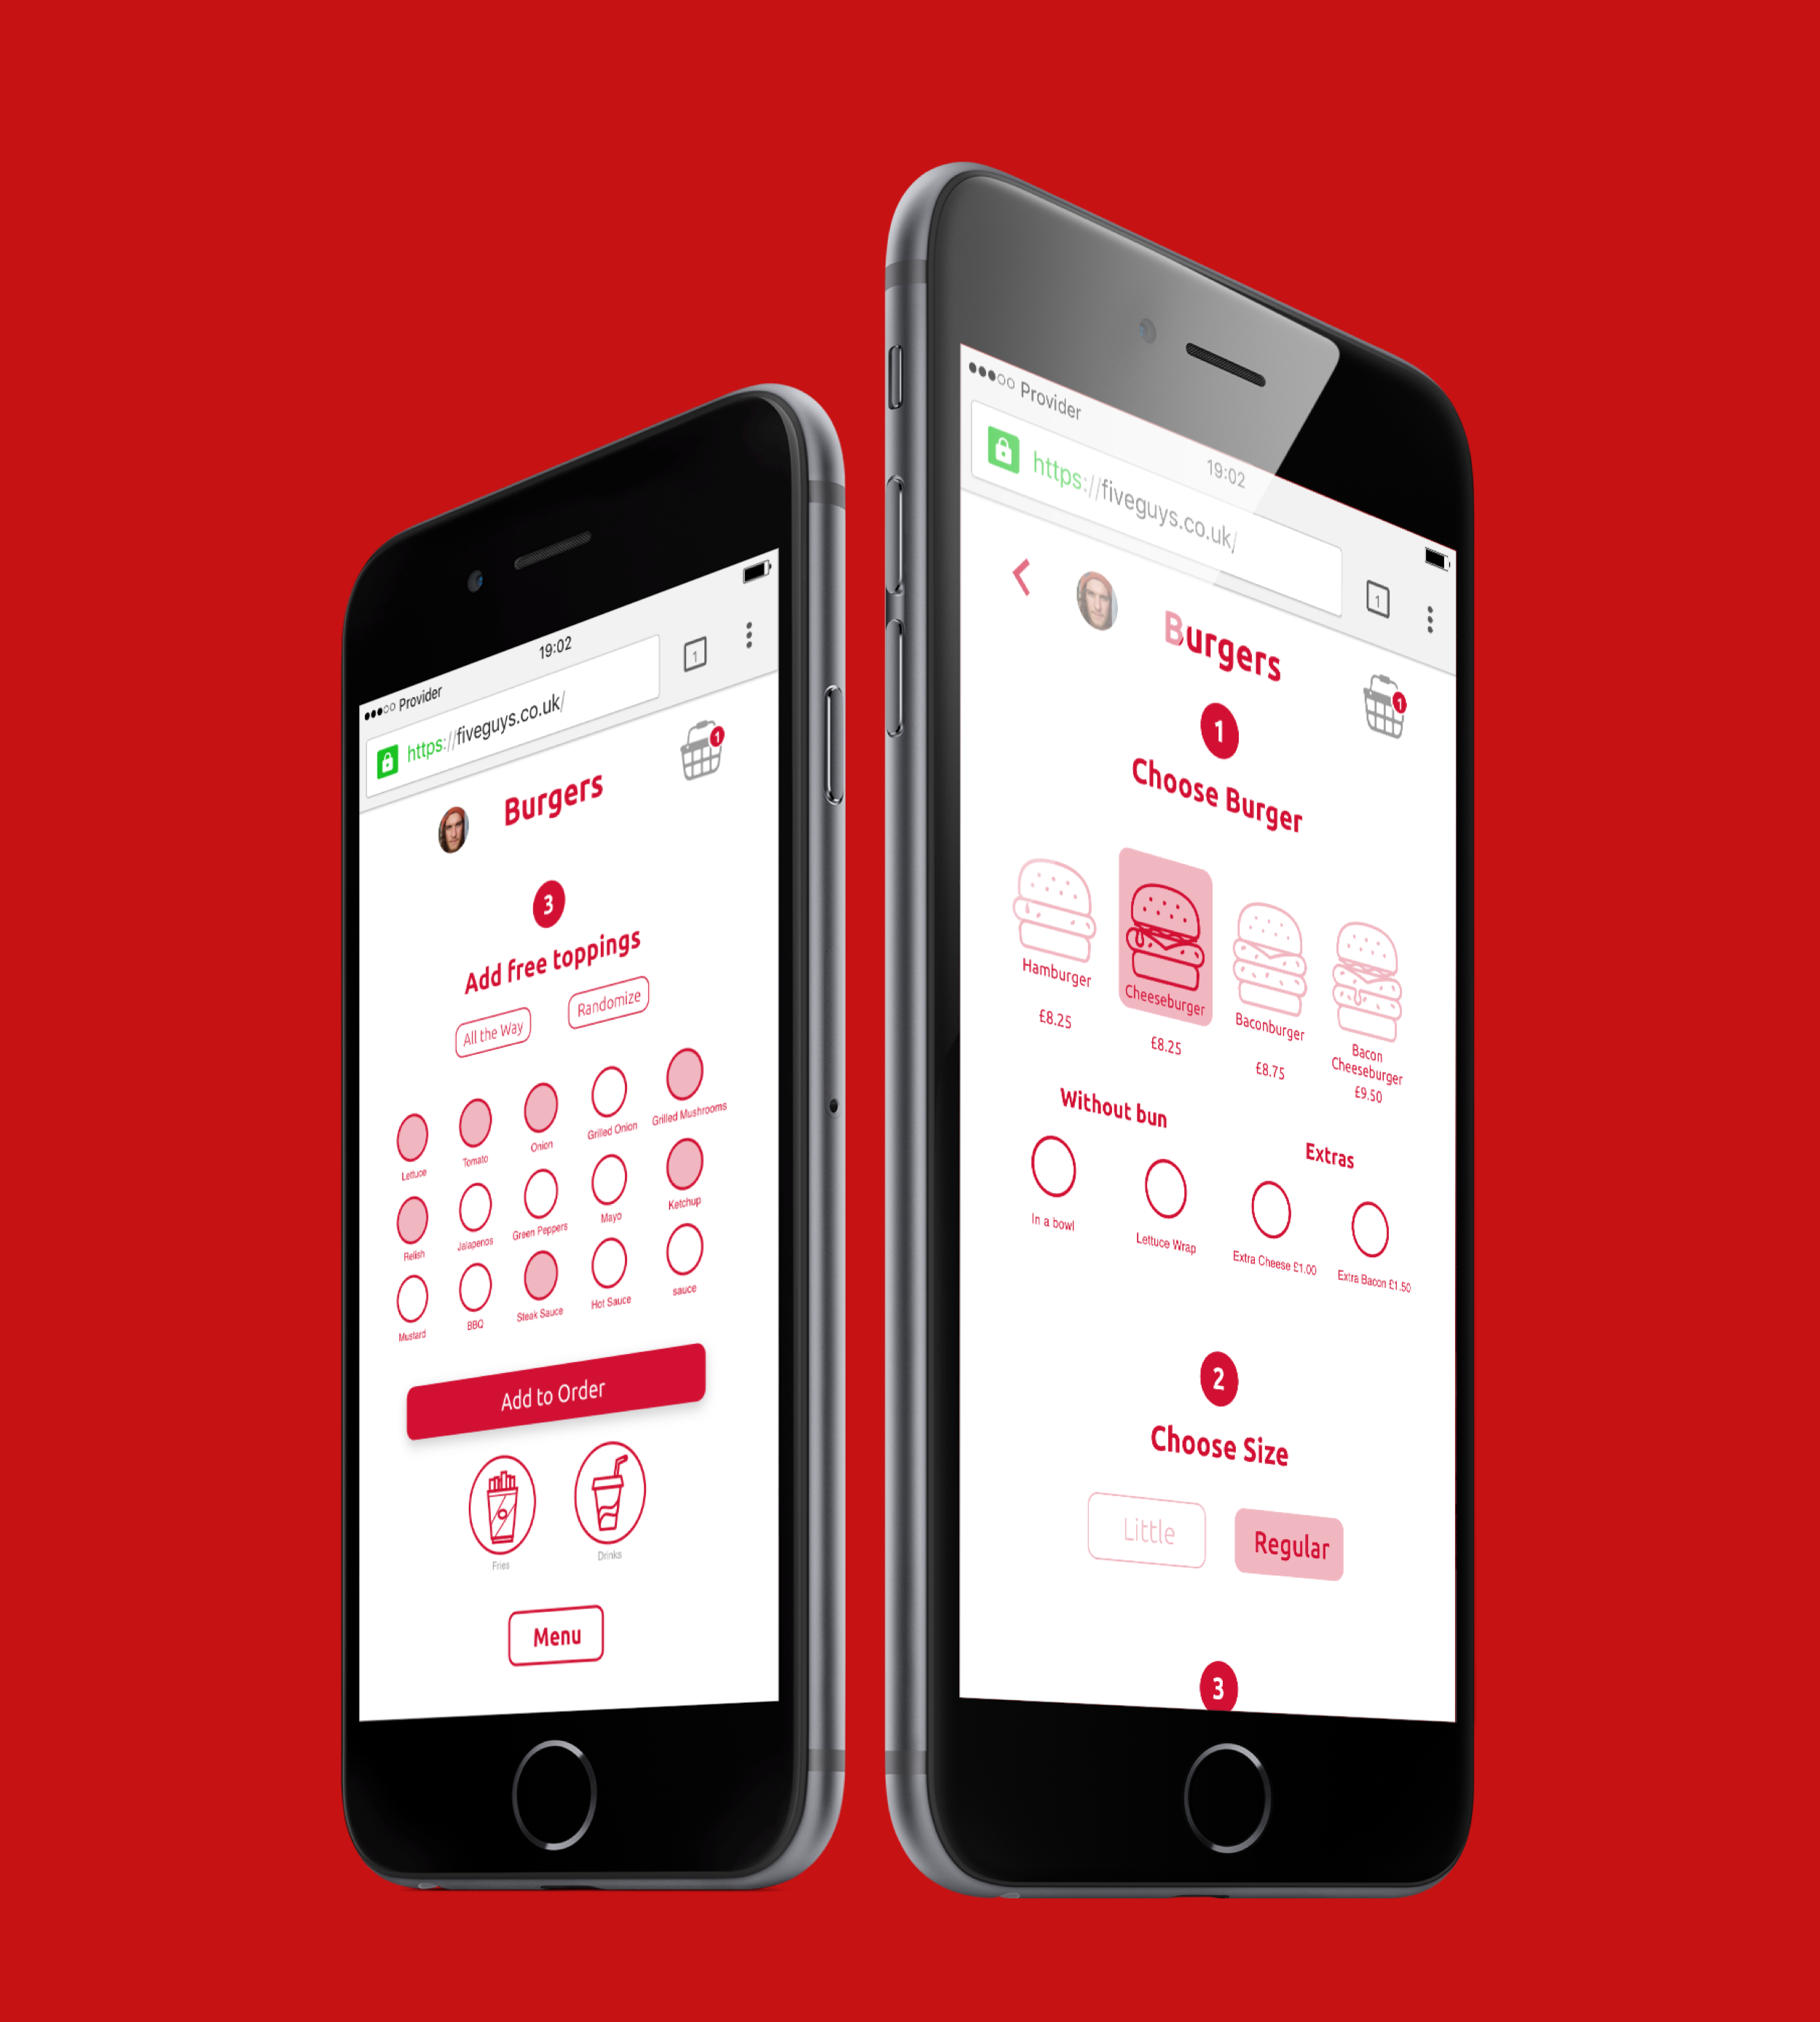 Provider
19:02
https://fiveguys.co.uk/
1
Burgers
1
3
Add free toppings
All the Way
Randomize
Lettuce
Tomato
Onion
Grilled Onion
Grilled Mushrooms
Relish
Jalapenos
Green Peppers
Mayo
Ketchup
Mustard
BBQ
Steak Sauce
Hot Sauce
sauce
Add to Order
Fries
Drinks
Menu
Provider
19:02
https://fiveguys.co.uk/
1
Burgers
1
1
Choose Burger
Hamburger
£8.25
Cheeseburger
£8.25
Baconburger
£8.75
Bacon
Cheeseburger
£9.50
Without bun
Extras
In a bowl
Lettuce Wrap
Extra Cheese £1.00
Extra Bacon £1.50
2
Choose Size
Little
Regular
3